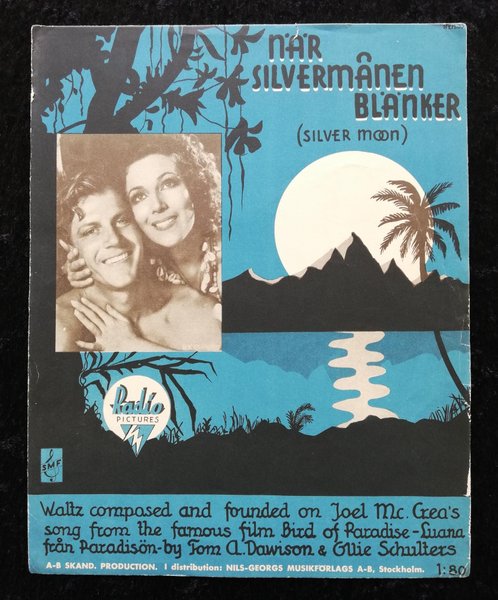 NÄR
SILVERMÅNEN
BLÄNKER
(SILVER MOON)
Radio
PICTURES
SMF
Waltz composed and founded on Joel Mc. Crea's
song from the famous film Bird of Paradise-Luana
från Paradisön-by Tom A. Dawison & Ellie Schulters
A-B SKAND. PRODUCTION. I distribution: NILS-GEORGS MUSIKFÖRLAGS A-B, Stockholm.
1:80